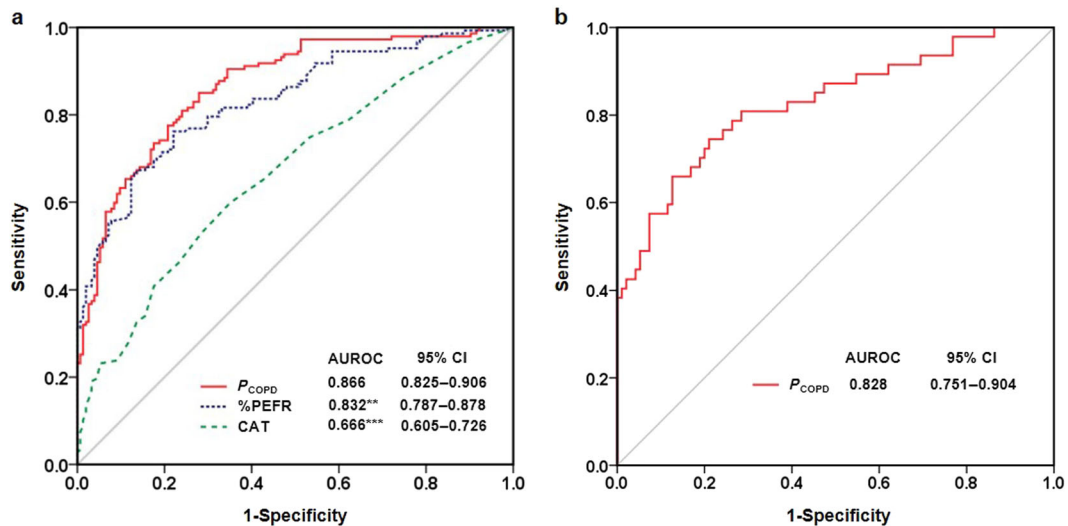 a
b
1.0
0.8
0.6
0.4
0.2
0.0
Sensitivity
0.0 0.2 0.4 0.6 0.8 1.0
1-Specificity
AUROC 95% CI
PCOPD 0.866 0.825–0.906
%PEFR 0.832** 0.787–0.878
CAT 0.666*** 0.605–0.726
1.0
0.8
0.6
0.4
0.2
0.0
Sensitivity
0.0 0.2 0.4 0.6 0.8 1.0
1-Specificity
AUROC 95% CI
PCOPD 0.828 0.751–0.904